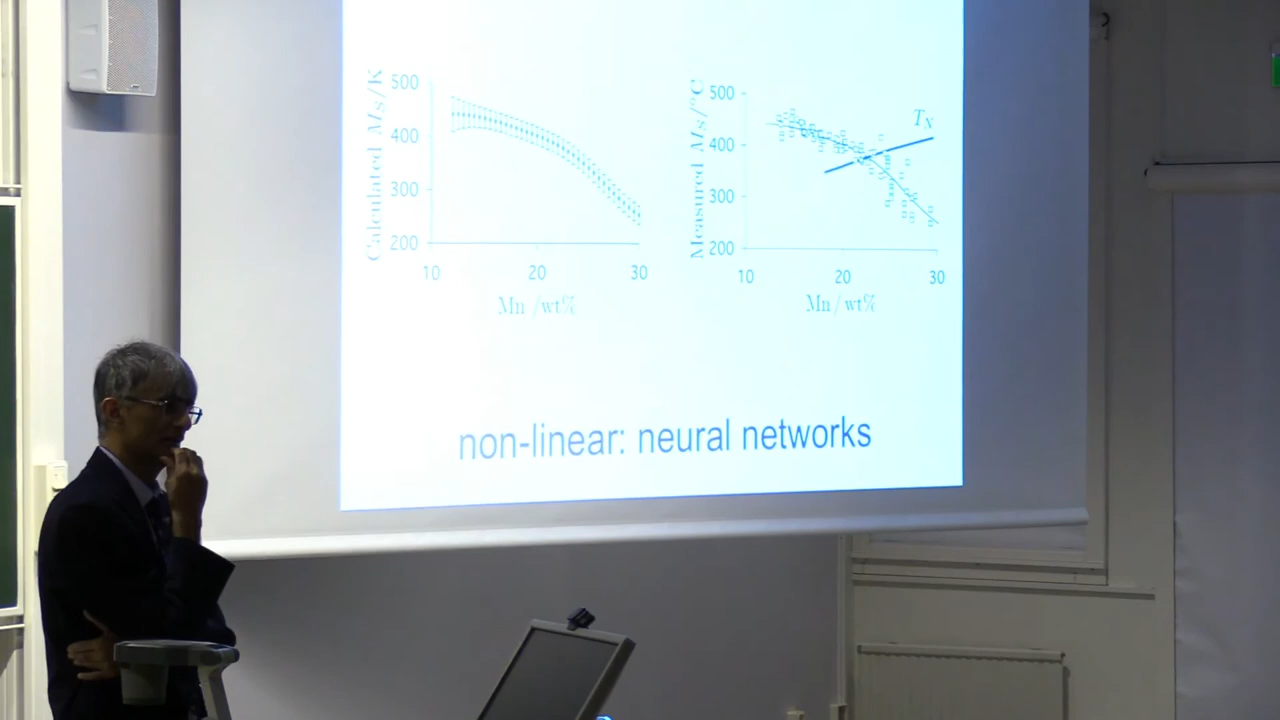 Calculated Ms/K
500
400
300
200
10 20 30
Mn /wt%
Measured Ms/°C
500
400
300
200
10 20 30
Mn /wt%
TN
non-linear: neural networks